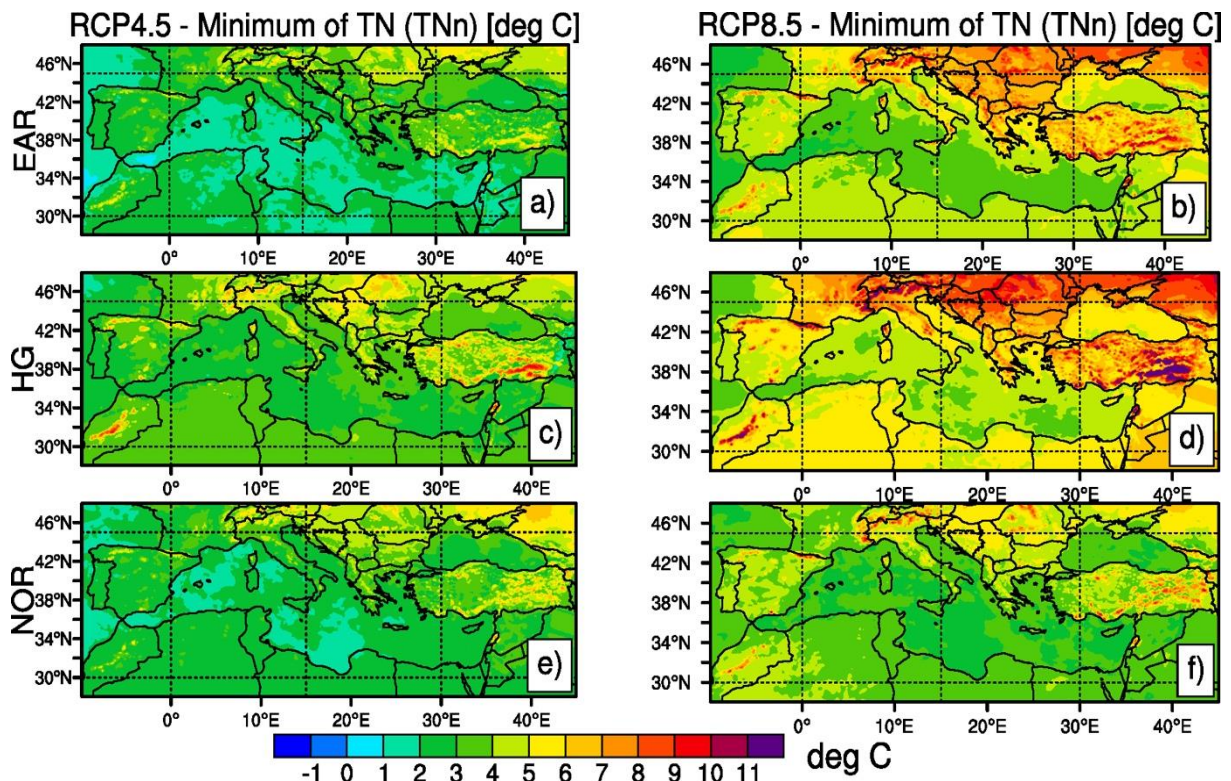 RCP4.5 - Minimum of TN (TNn) [deg C]
RCP8.5 - Minimum of TN (TNn) [deg C]
EAR
46°N
42°N
38°N
34°N
30°N
a)
0° 10°E 20°E 30°E 40°E
46°N
42°N
38°N
34°N
30°N
b)
0° 10°E 20°E 30°E 40°E
HG
46°N
42°N
38°N
34°N
30°N
c)
0° 10°E 20°E 30°E 40°E
46°N
42°N
38°N
34°N
30°N
d)
0° 10°E 20°E 30°E 40°E
NOR
46°N
42°N
38°N
34°N
30°N
e)
0° 10°E 20°E 30°E 40°E
46°N
42°N
38°N
34°N
30°N
f)
0° 10°E 20°E 30°E 40°E
-1 0 1 2 3 4 5 6 7 8 9 10 11
deg C